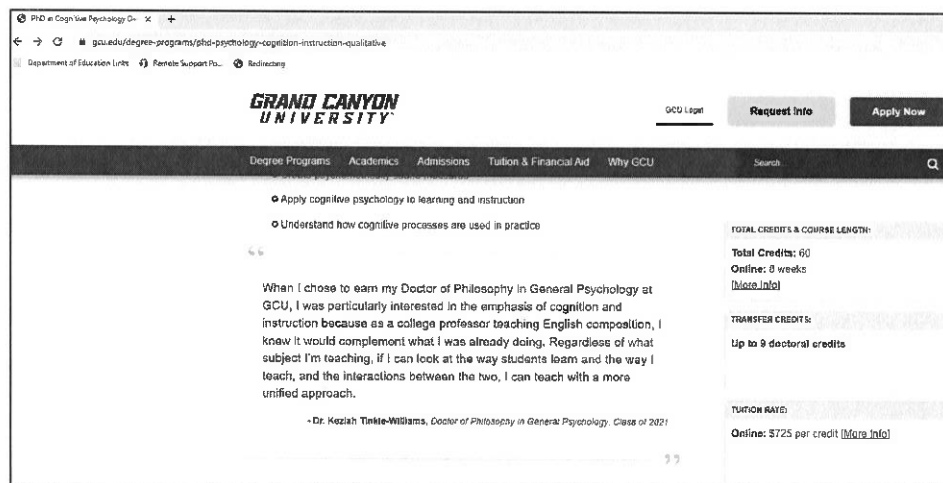 PhD in Cognitive Psychology De
gcu.edu/degree-programs/phd-psychology-cognition-instruction-qualitative
Department of Education Links Remote Support Po... Redirecting
GRAND CANYON
UNIVERSITY
GCU Login
Request Info
Apply Now
Degree Programs Academics Admissions Tuition & Financial Aid Why GCU Search
Apply cognitive psychology to learning and instruction
Understand how cognitive processes are used in practice
“
When I chose to earn my Doctor of Philosophy in General Psychology at
GCU, I was particularly interested in the emphasis of cognition and
instruction because as a college professor teaching English composition, I
knew it would complement what I was already doing. Regardless of what
subject I'm teaching, if I can look at the way students learn and the way I
teach, and the interactions between the two, I can teach with a more
unified approach.
- Dr. Keziah Tinkle-Williams, Doctor of Philosophy in General Psychology, Class of 2021
”
TOTAL CREDITS & COURSE LENGTH:
Total Credits: 60
Online: 8 weeks
[More Info]
TRANSFER CREDITS:
Up to 9 doctoral credits
TUITION RATE:
Online: $725 per credit [More Info]